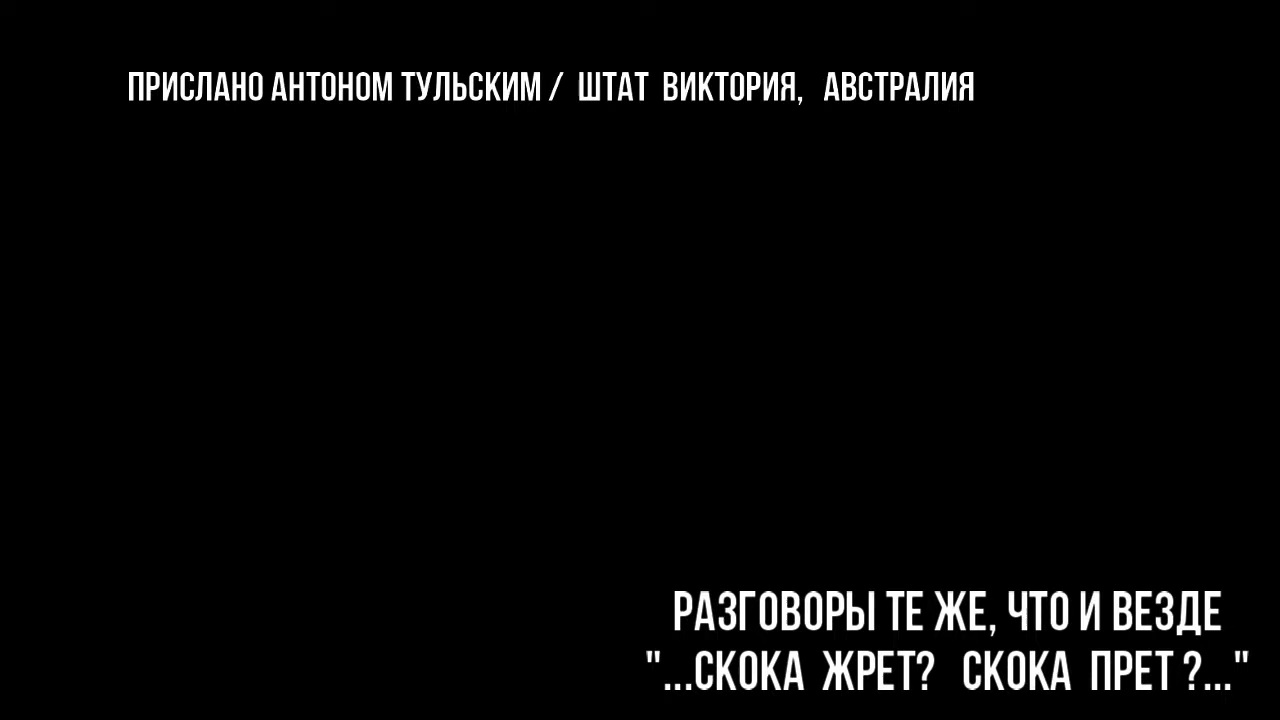 ПРИСЛАНО АНТОНОМ ТУЛЬСКИМ / ШТАТ ВИКТОРИЯ, АВСТРАЛИЯ
РАЗГОВОРЫ ТЕ ЖЕ, ЧТО И ВЕЗДЕ
"...СКОКА ЖРЕТ? СКОКА ПРЕТ ?..."